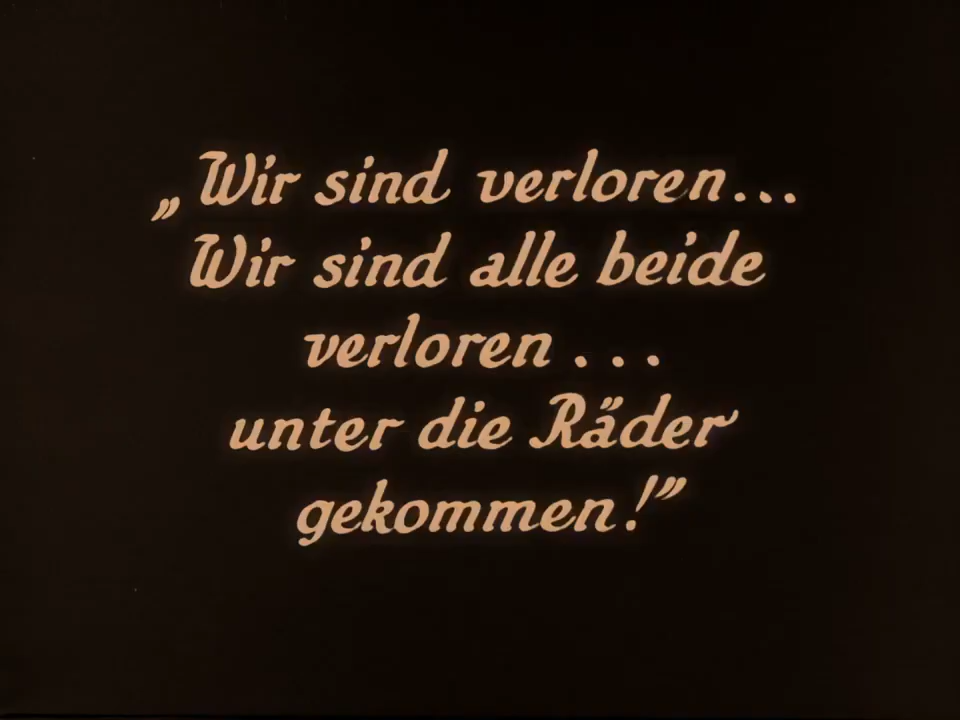 „Wir sind verloren...
Wir sind alle beide
verloren . . .
unter die Räder
gekommen!”